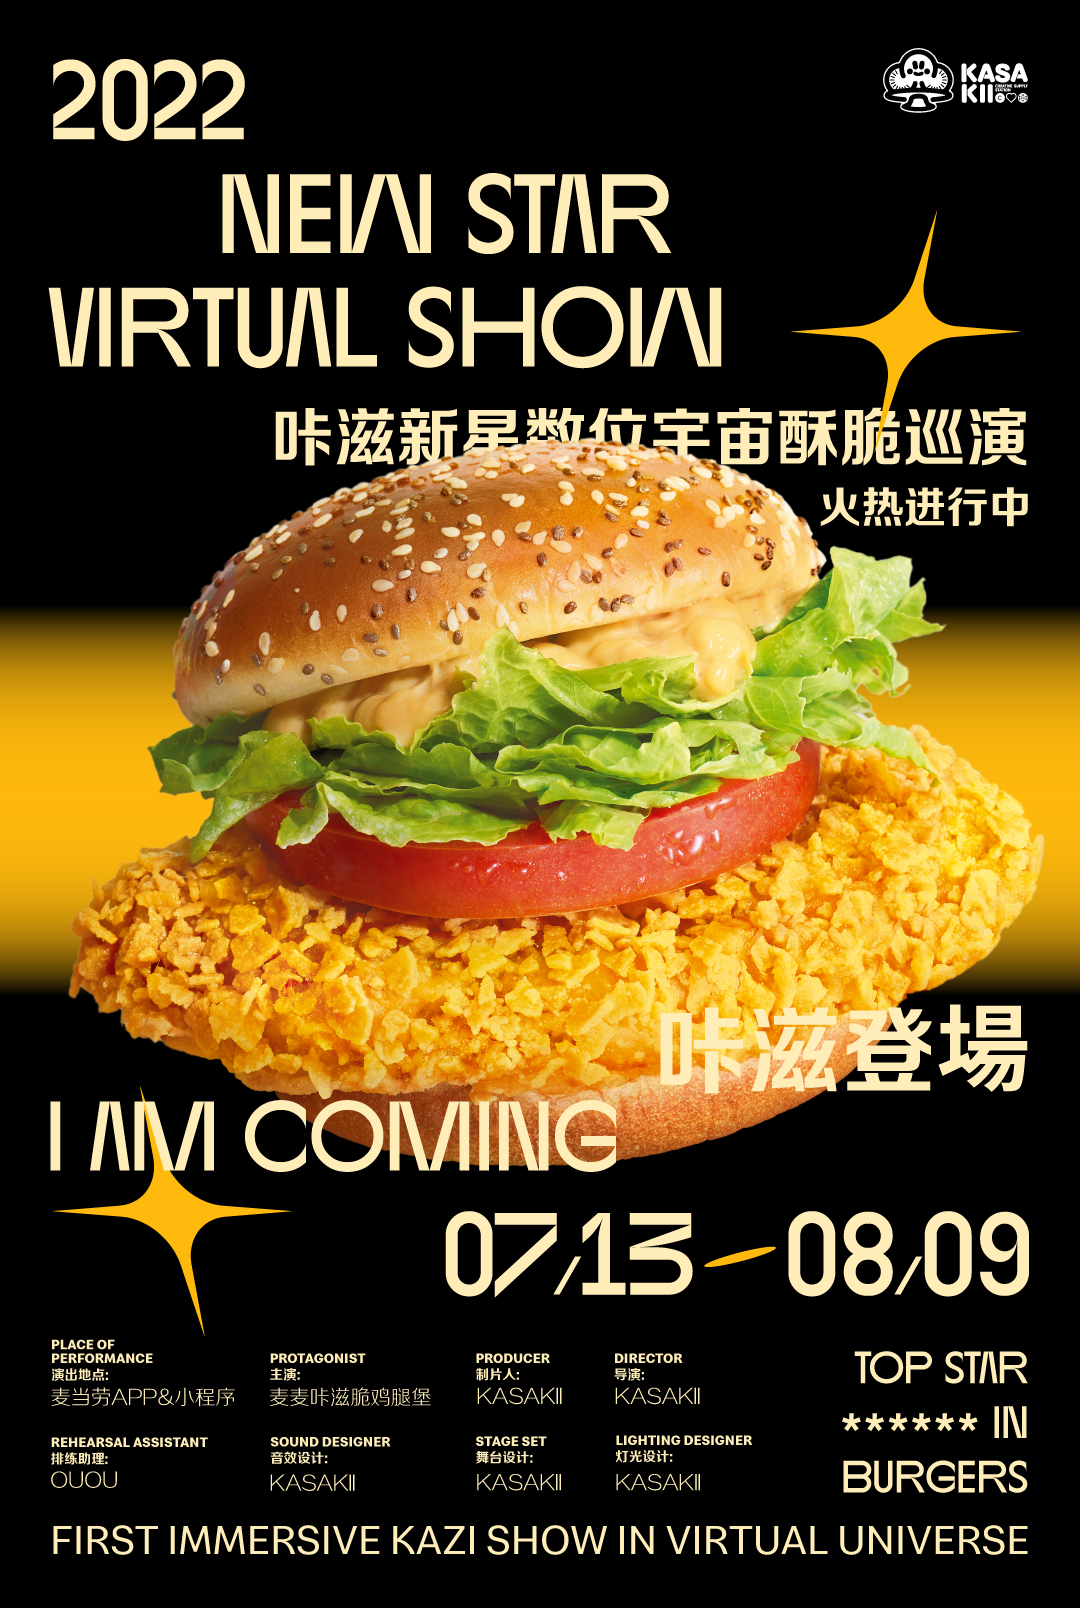 2022
KASA
KII
CREATIVE SUPPLY
STATION
NEW STAR
VIRTUAL SHOW
咔滋新星数位宇宙酥脆巡演
火热进行中
咔滋登場
I AM COMING
07/13—08/09
PLACE OF
PERFORMANCE
演出地点:
麦当劳APP&小程序
PROTAGONIST
主演:
麦麦咔滋脆鸡腿堡
PRODUCER
制片人:
KASAKII
DIRECTOR
导演:
KASAKII
TOP STAR
****** IN
BURGERS
REHEARSAL ASSISTANT
排练助理:
OUOU
SOUND DESIGNER
音效设计:
KASAKII
STAGE SET
舞台设计:
KASAKII
LIGHTING DESIGNER
灯光设计:
KASAKII
FIRST IMMERSIVE KAZI SHOW IN VIRTUAL UNIVERSE